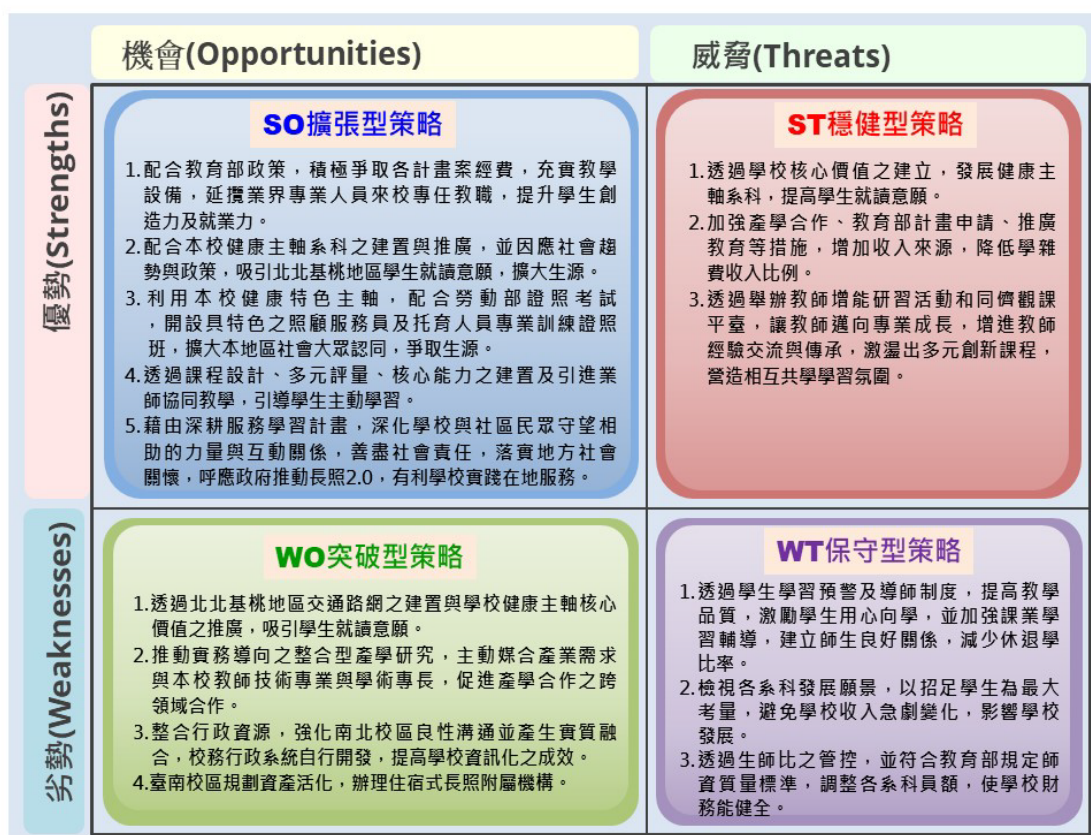 機會(Opportunities)
威脅(Threats)
優勢(Strengths)
SO擴張型策略
1.配合教育部政策，積極爭取各計畫案經費，充實教學
設備，延攬業界專業人員來校專任教職，提升學生創
造力及就業力。
2.配合本校健康主軸系科之建置與推廣，並因應社會趨
勢與政策，吸引北北基桃地區學生就讀意願，擴大生源。
3.利用本校健康特色主軸，配合勞動部證照考試
，開設具特色之照顧服務員及托育人員專業訓練證照
班，擴大本地區社會大眾認同，爭取生源。
4.透過課程設計、多元評量、核心能力之建置及引進業
師協同教學，引導學生主動學習。
5.藉由深耕服務學習計畫，深化學校與社區民眾守望相
助的力量與互動關係，善盡社會責任，落實地方社會
關懷，呼應政府推動長照2.0，有利學校實踐在地服務。
ST穩健型策略
1.透過學校核心價值之建立，發展健康主
軸系科，提高學生就讀意願。
2.加強產學合作、教育部計畫申請、推廣
教育等措施，增加收入來源，降低學雜
費收入比例。
3.透過舉辦教師增能研習活動和同儕觀課
平臺，讓教師邁向專業成長，增進教師
經驗交流與傳承，激盪出多元創新課程，
營造相互共學學習氛圍。
劣勢(Weaknesses)
WO突破型策略
1.透過北北基桃地區交通路網之建置與學校健康主軸核心
價值之推廣，吸引學生就讀意願。
2.推動實務導向之整合型產學研究，主動媒合產業需求
與本校教師技術專業與學術專長，促進產學合作之跨
領域合作。
3.整合行政資源，強化南北校區良性溝通並產生實質融
合，校務行政系統自行開發，提高學校資訊化之成效。
4.臺南校區規劃資產活化，辦理住宿式長照附屬機構。
WT保守型策略
1.透過學生學習預警及導師制度，提高教學
品質，激勵學生用心向學，並加強課業學
習輔導，建立師生良好關係，減少休退學
比率。
2.檢視各系科發展願景，以招足學生為最大
考量，避免學校收入急劇變化，影響學校
發展。
3.透過生師比之管控，並符合教育部規定師
資質量標準，調整各系科員額，使學校財
務能健全。